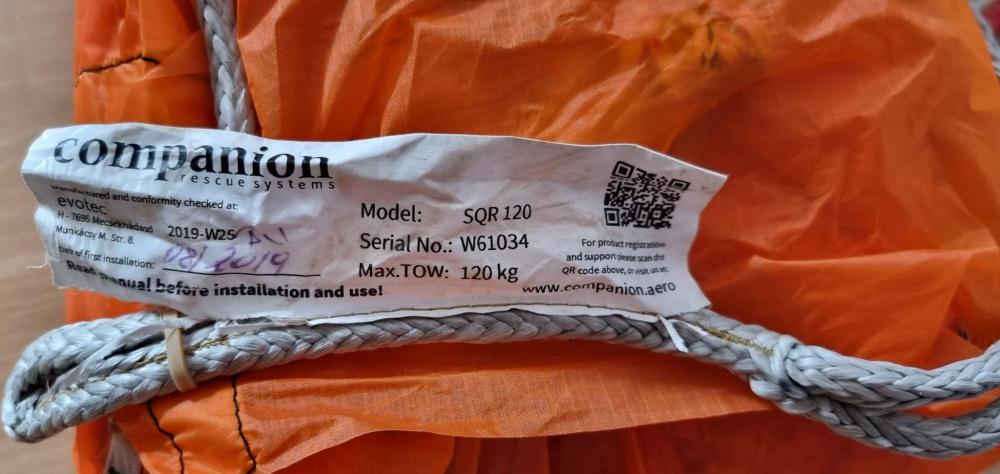 companion
rescue systems
Manufactured and conformity checked at:
evotec
H - 7695 Mecseknádasd
Munkácsy M. Str. 8.
2019-W25
Date of first installation:
08/2019
Read manual before installation and use!
Model: SQR 120
Serial No.: W61034
Max.TOW: 120 kg
For product registration
and support, please scan the
QR code above, or visit us at:
www.companion.aero